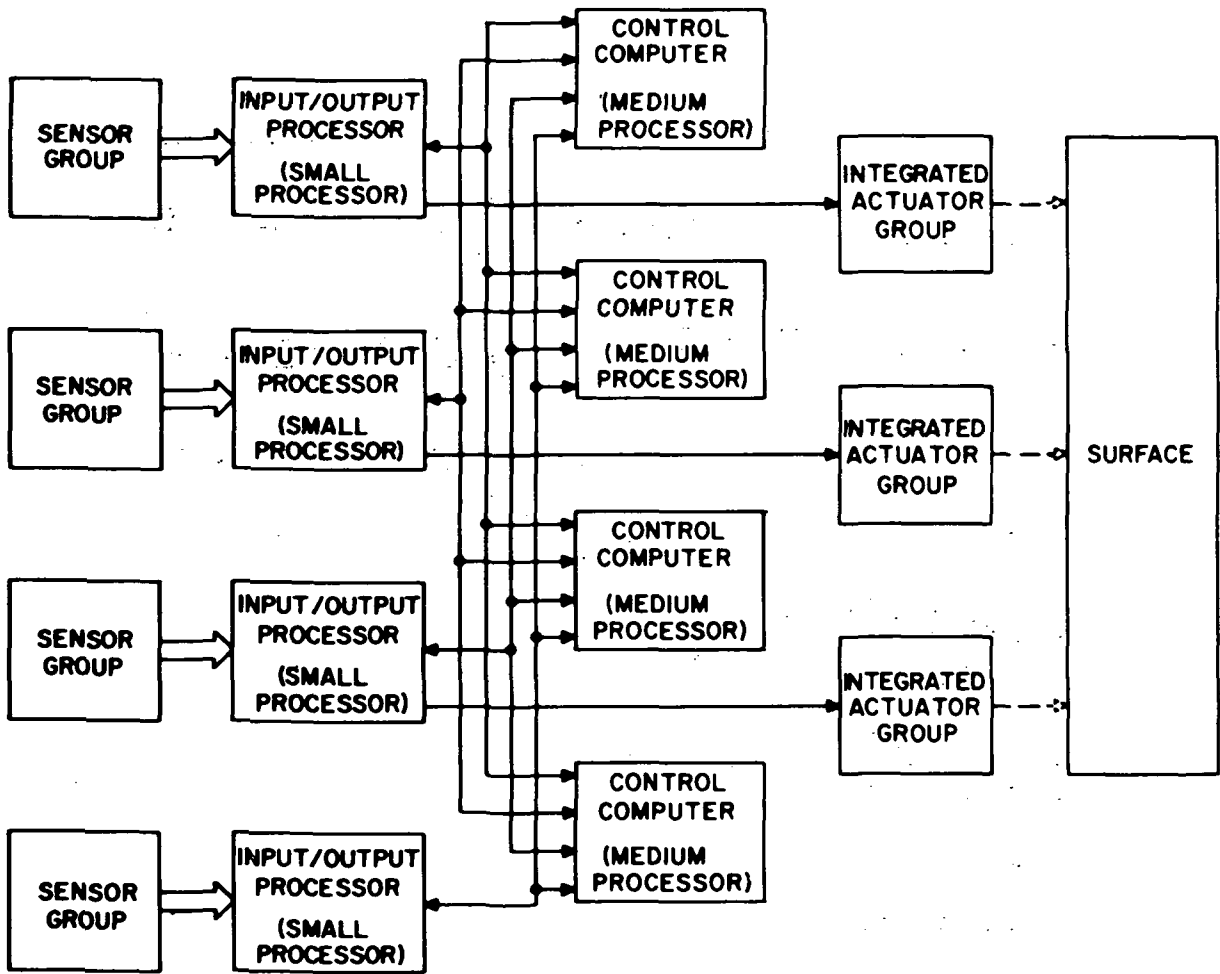 CONTROL
COMPUTER
(MEDIUM
PROCESSOR)
SENSOR
GROUP
INPUT/OUTPUT
PROCESSOR
(SMALL
PROCESSOR)
INTEGRATED
ACTUATOR
GROUP
CONTROL
COMPUTER
(MEDIUM
PROCESSOR)
SENSOR
GROUP
INPUT/OUTPUT
PROCESSOR
(SMALL
PROCESSOR)
INTEGRATED
ACTUATOR
GROUP
SURFACE
CONTROL
COMPUTER
(MEDIUM
PROCESSOR)
SENSOR
GROUP
INPUT/OUTPUT
PROCESSOR
(SMALL
PROCESSOR)
INTEGRATED
ACTUATOR
GROUP
CONTROL
COMPUTER
(MEDIUM
PROCESSOR)
SENSOR
GROUP
INPUT/OUTPUT
PROCESSOR
(SMALL
PROCESSOR)